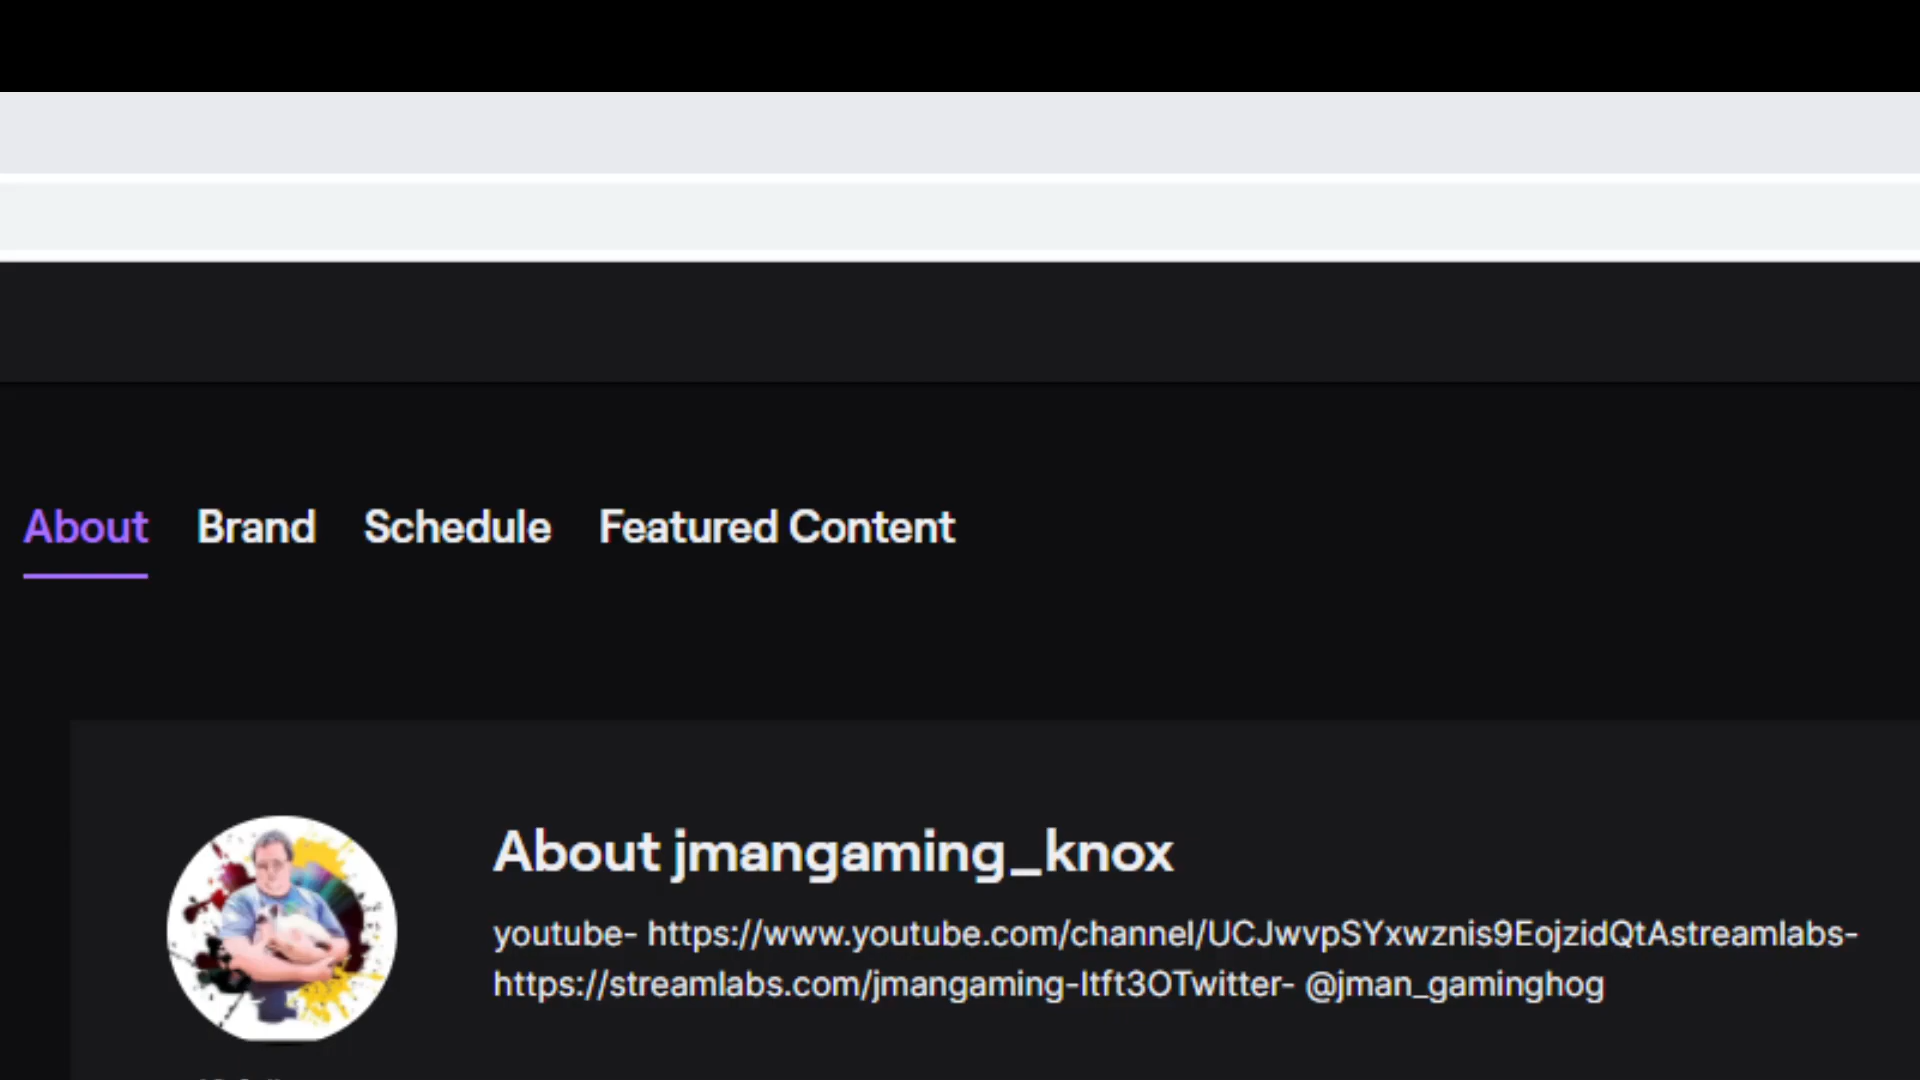 About Brand Schedule Featured Content
About jmangaming_knox
youtube- https://www.youtube.com/channel/UCJwvpSYxwznis9EojzidQtAstreamlabs-
https://streamlabs.com/jmangaming-ltft3OTwitter- @jman_gaminghog